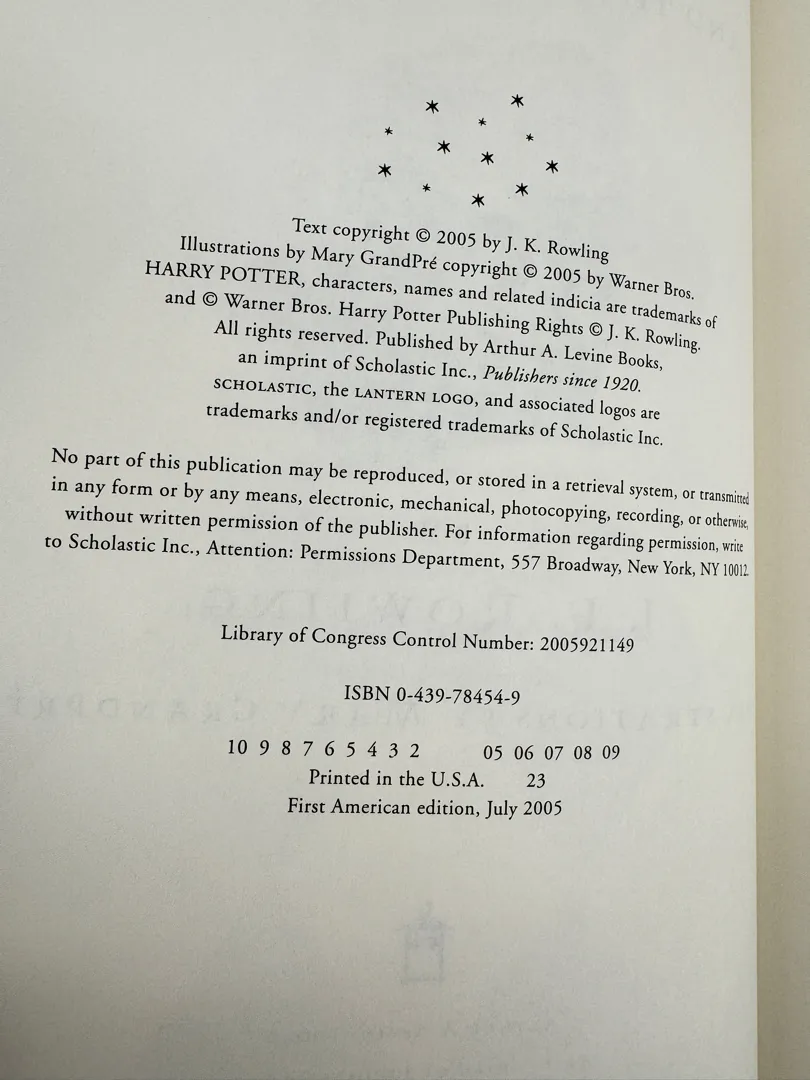 Text copyright © 2005 by J. K. Rowling
Illustrations by Mary GrandPré copyright © 2005 by Warner Bros.
HARRY POTTER, characters, names and related indicia are trademarks of
and © Warner Bros. Harry Potter Publishing Rights © J. K. Rowling.
All rights reserved. Published by Arthur A. Levine Books,
an imprint of Scholastic Inc., Publishers since 1920.
SCHOLASTIC, the LANTERN LOGO, and associated logos are
trademarks and/or registered trademarks of Scholastic Inc.
No part of this publication may be reproduced, or stored in a retrieval system, or transmitted
in any form or by any means, electronic, mechanical, photocopying, recording, or otherwise,
without written permission of the publisher. For information regarding permission, write
to Scholastic Inc., Attention: Permissions Department, 557 Broadway, New York, NY 10012.
Library of Congress Control Number: 2005921149
ISBN 0-439-78454-9
10 9 8 7 6 5 4 3 2 05 06 07 08 09
Printed in the U.S.A. 23
First American edition, July 2005